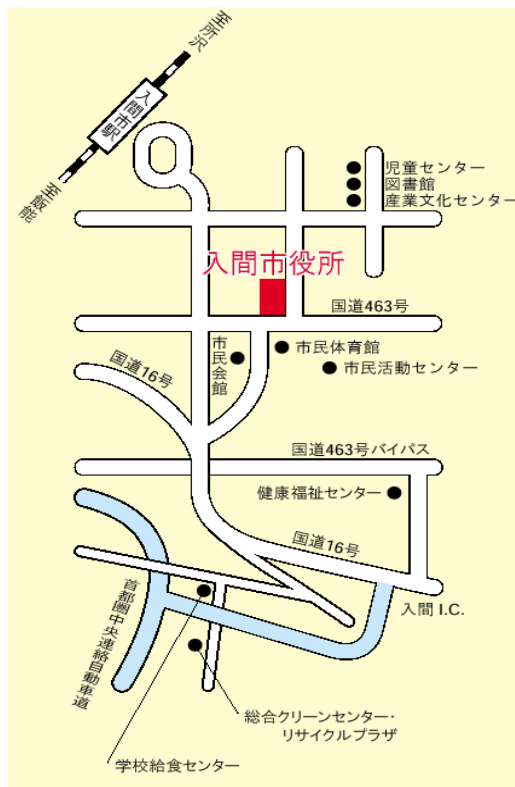 至所沢
入間市駅
至飯能
児童センター
図書館
産業文化センター
入間市役所
国道463号
市民会館
市民体育館
市民活動センター
国道16号
国道463号バイパス
健康福祉センター
国道16号
入間 I.C.
首都圏中央連絡自動車道
総合クリーンセンター・
リサイクルプラザ
学校給食センター